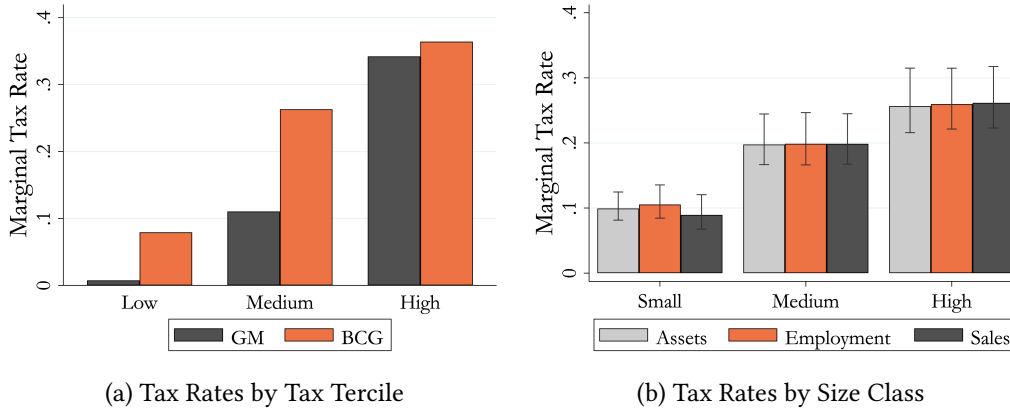 Marginal Tax Rate
.4
.3
.2
.1
0
Low Medium High
GM BCG
(a) Tax Rates by Tax Tercile
Marginal Tax Rate
.4
.3
.2
.1
0
Small Medium High
Assets Employment Sales
(b) Tax Rates by Size Class